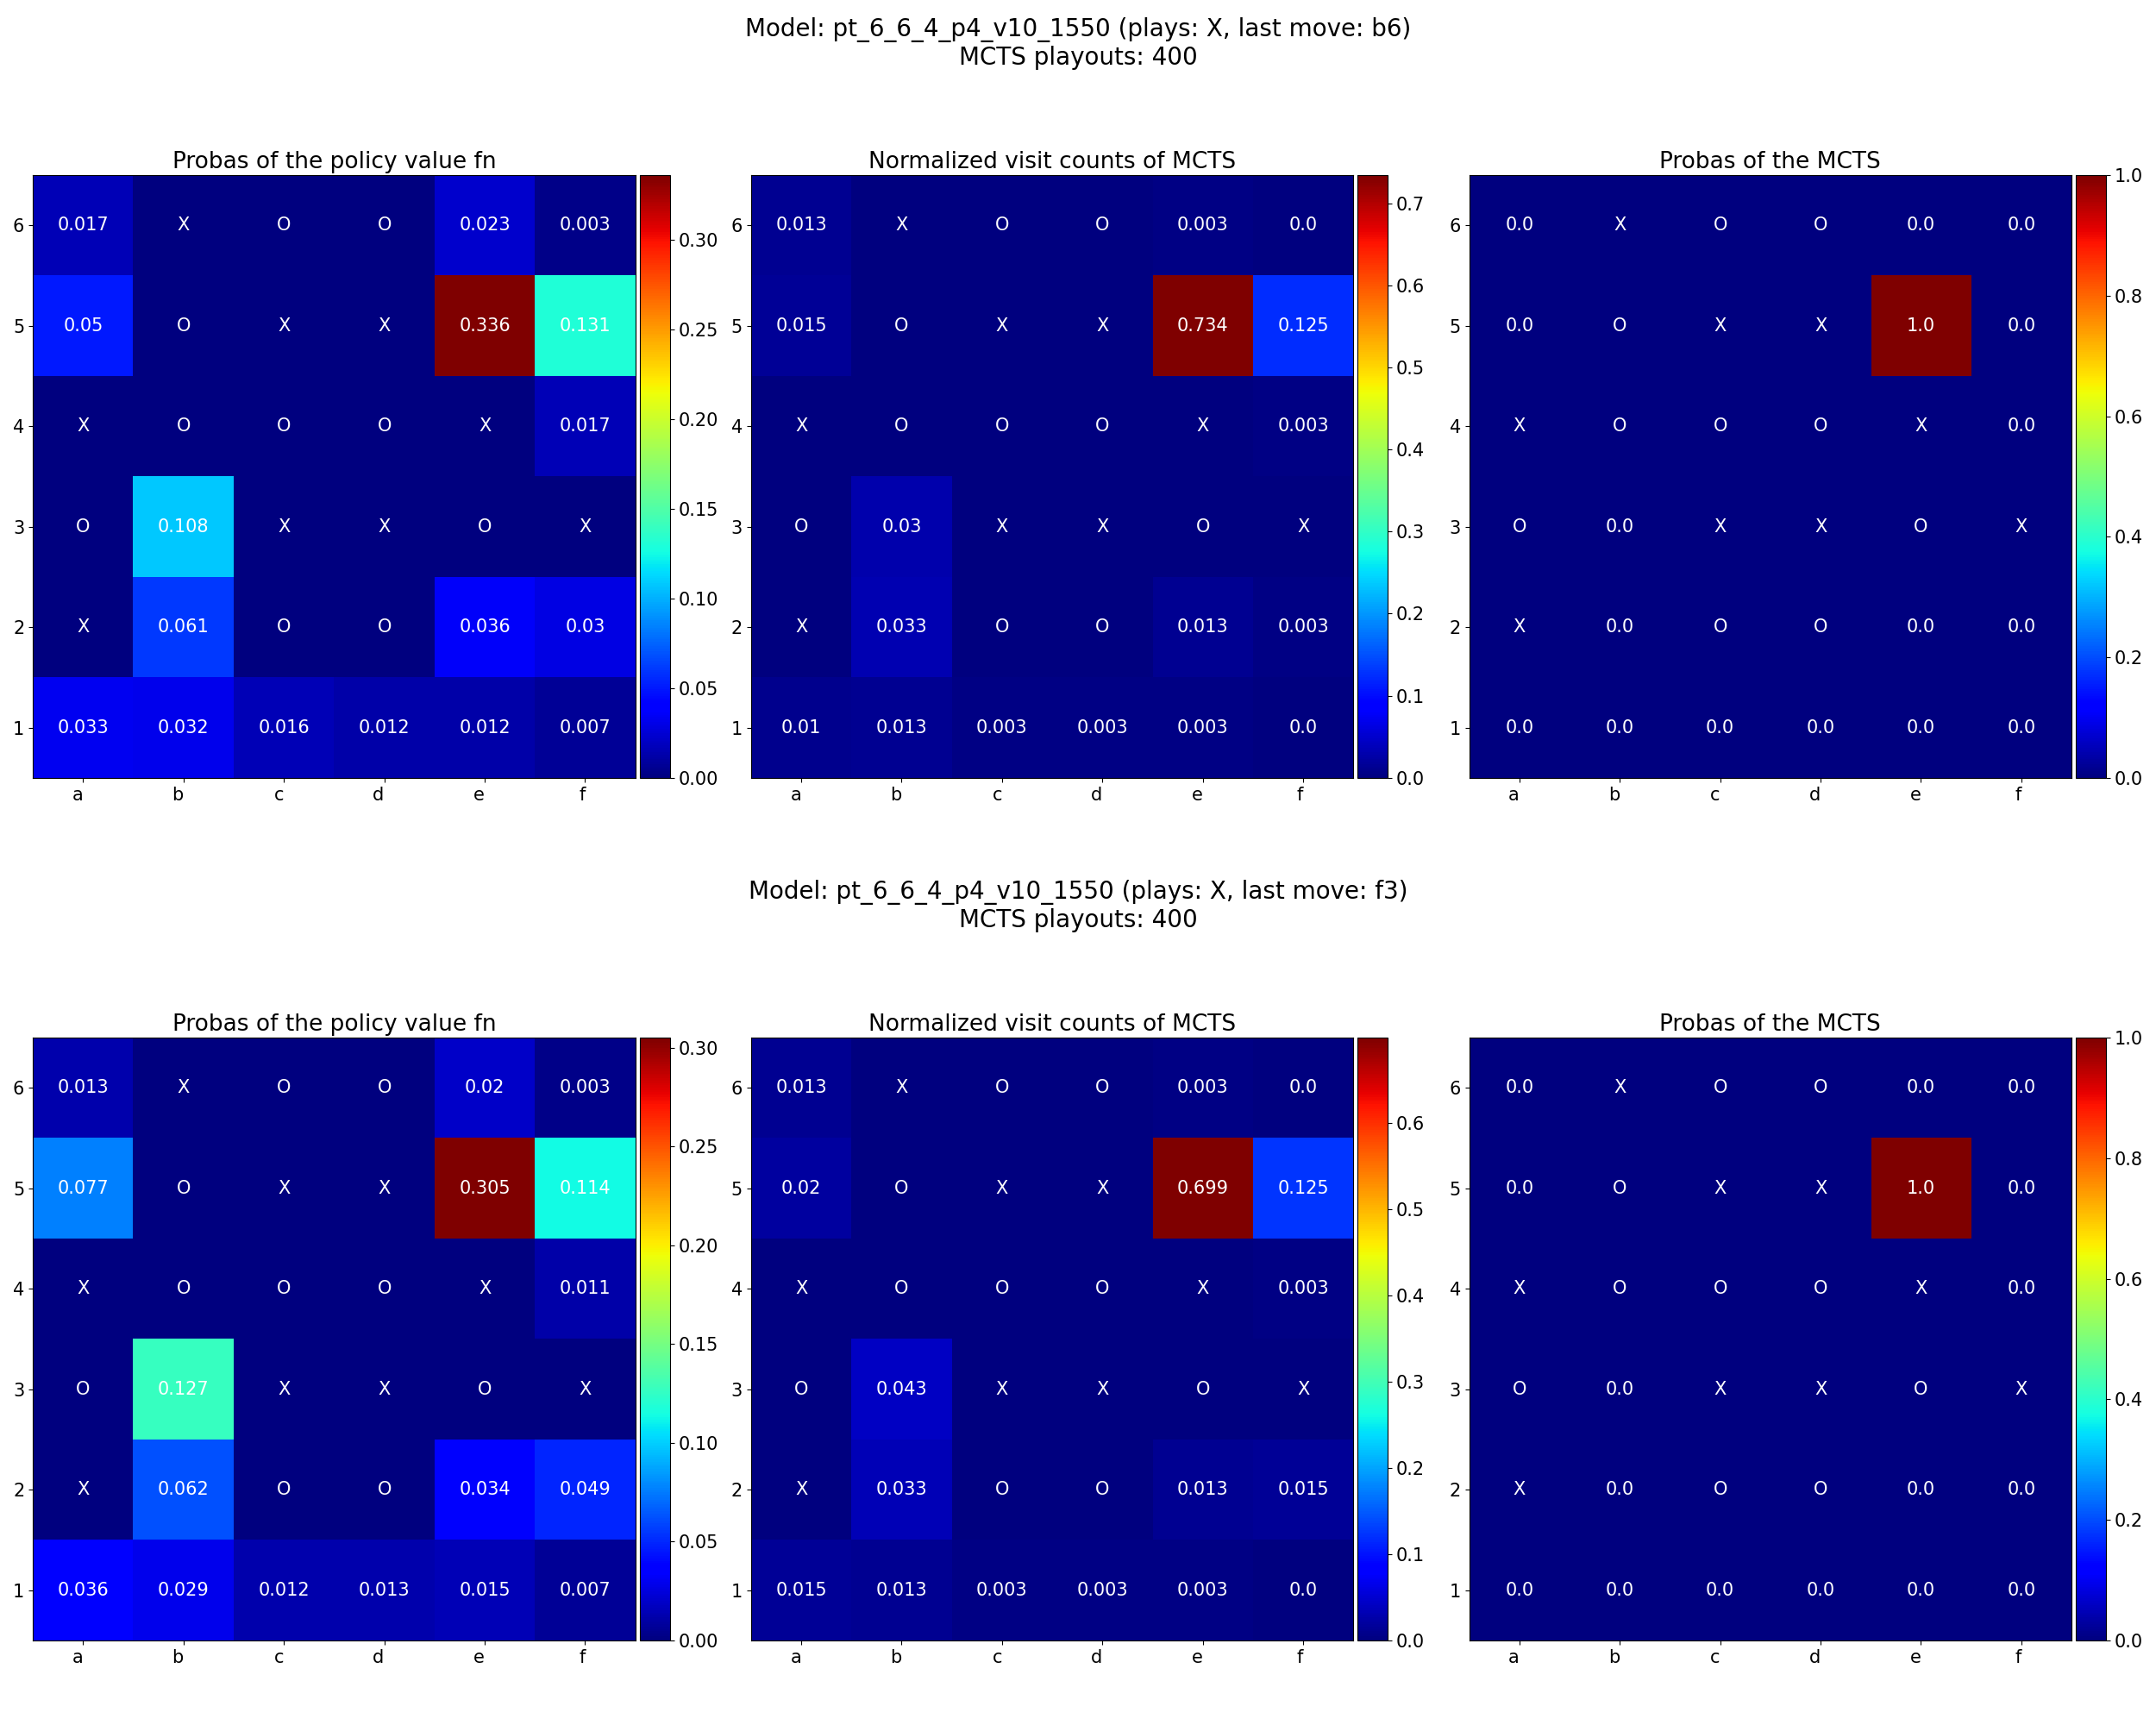 Model: pt_6_6_4_p4_v10_1550 (plays: X, last move: b6)
MCTS playouts: 400
Probas of the policy value fn
6 0.017 X O O 0.023 0.003
5 0.05 O X X 0.336 0.131
4 X O O O X 0.017
3 O 0.108 X X O X
2 X 0.061 O O 0.036 0.03
1 0.033 0.032 0.016 0.012 0.012 0.007
a b c d e f
0.30
0.25
0.20
0.15
0.10
0.05
0.00
Normalized visit counts of MCTS
6 0.013 X O O 0.003 0.0
5 0.015 O X X 0.734 0.125
4 X O O O X 0.003
3 O 0.03 X X O X
2 X 0.033 O O 0.013 0.003
1 0.01 0.013 0.003 0.003 0.003 0.0
a b c d e f
0.7
0.6
0.5
0.4
0.3
0.2
0.1
0.0
Probas of the MCTS
6 0.0 X O O 0.0 0.0
5 0.0 O X X 1.0 0.0
4 X O O O X 0.0
3 O 0.0 X X O X
2 X 0.0 O O 0.0 0.0
1 0.0 0.0 0.0 0.0 0.0 0.0
a b c d e f
1.0
0.8
0.6
0.4
0.2
0.0
Model: pt_6_6_4_p4_v10_1550 (plays: X, last move: f3)
MCTS playouts: 400
Probas of the policy value fn
6 0.013 X O O 0.02 0.003
5 0.077 O X X 0.305 0.114
4 X O O O X 0.011
3 O 0.127 X X O X
2 X 0.062 O O 0.034 0.049
1 0.036 0.029 0.012 0.013 0.015 0.007
a b c d e f
0.30
0.25
0.20
0.15
0.10
0.05
0.00
Normalized visit counts of MCTS
6 0.013 X O O 0.003 0.0
5 0.02 O X X 0.699 0.125
4 X O O O X 0.003
3 O 0.043 X X O X
2 X 0.033 O O 0.013 0.015
1 0.015 0.013 0.003 0.003 0.003 0.0
a b c d e f
0.6
0.5
0.4
0.3
0.2
0.1
0.0
Probas of the MCTS
6 0.0 X O O 0.0 0.0
5 0.0 O X X 1.0 0.0
4 X O O O X 0.0
3 O 0.0 X X O X
2 X 0.0 O O 0.0 0.0
1 0.0 0.0 0.0 0.0 0.0 0.0
a b c d e f
1.0
0.8
0.6
0.4
0.2
0.0